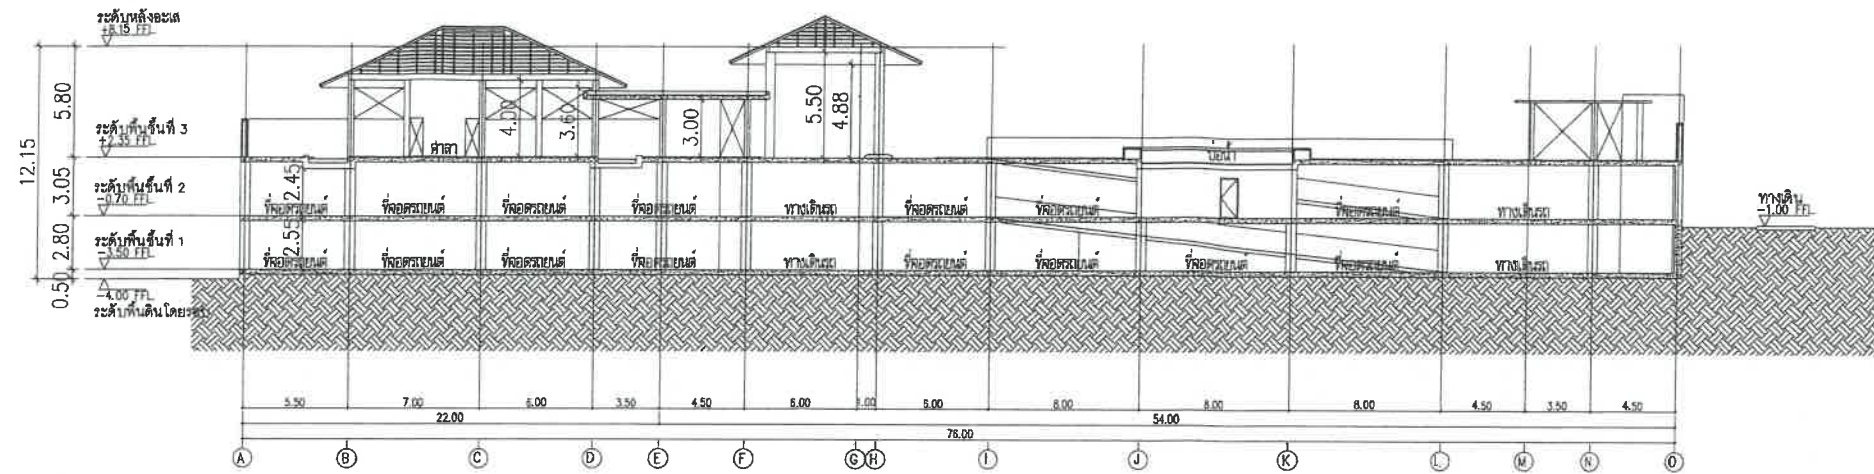 ระดับหลังอะเส
+8.15 FFL.
5.80
12.15
ระดับพื้นชั้นที่ 3
+2.35 FFL.
3.05
ระดับพื้นชั้นที่ 2
-0.70 FFL.
2.80
ระดับพื้นชั้นที่ 1
-3.50 FFL.
0.50
-4.00 FFL.
ระดับพื้นดินโดยรอบ
ศาลา
4.00
3.60
3.00
5.50
4.88
บ่อน้ำ
2.45
ที่จอดรถยนต์ ที่จอดรถยนต์ ที่จอดรถยนต์ ที่จอดรถยนต์ ทางเดินรถ ที่จอดรถยนต์ ที่จอดรถยนต์ ที่จอดรถยนต์ ทางเดินรถ
2.55
ที่จอดรถยนต์ ที่จอดรถยนต์ ที่จอดรถยนต์ ที่จอดรถยนต์ ทางเดินรถ ที่จอดรถยนต์ ที่จอดรถยนต์ ที่จอดรถยนต์ ที่จอดรถยนต์ ทางเดินรถ
ทางเดิน
-1.00 FFL.
5.50 7.00 6.00 3.50 4.50 6.00 1.00 6.00 8.00 8.00 8.00 4.50 3.50 4.50
22.00 54.00
76.00
A B C D E F G H I J K L M N O